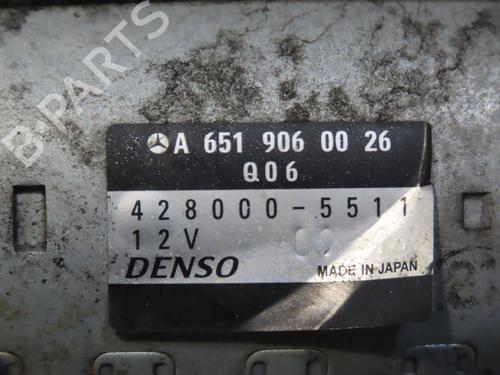 A 651 906 00 26
Q06
428000-5511
12V
DENSO
MADE IN JAPAN
B-PARTS